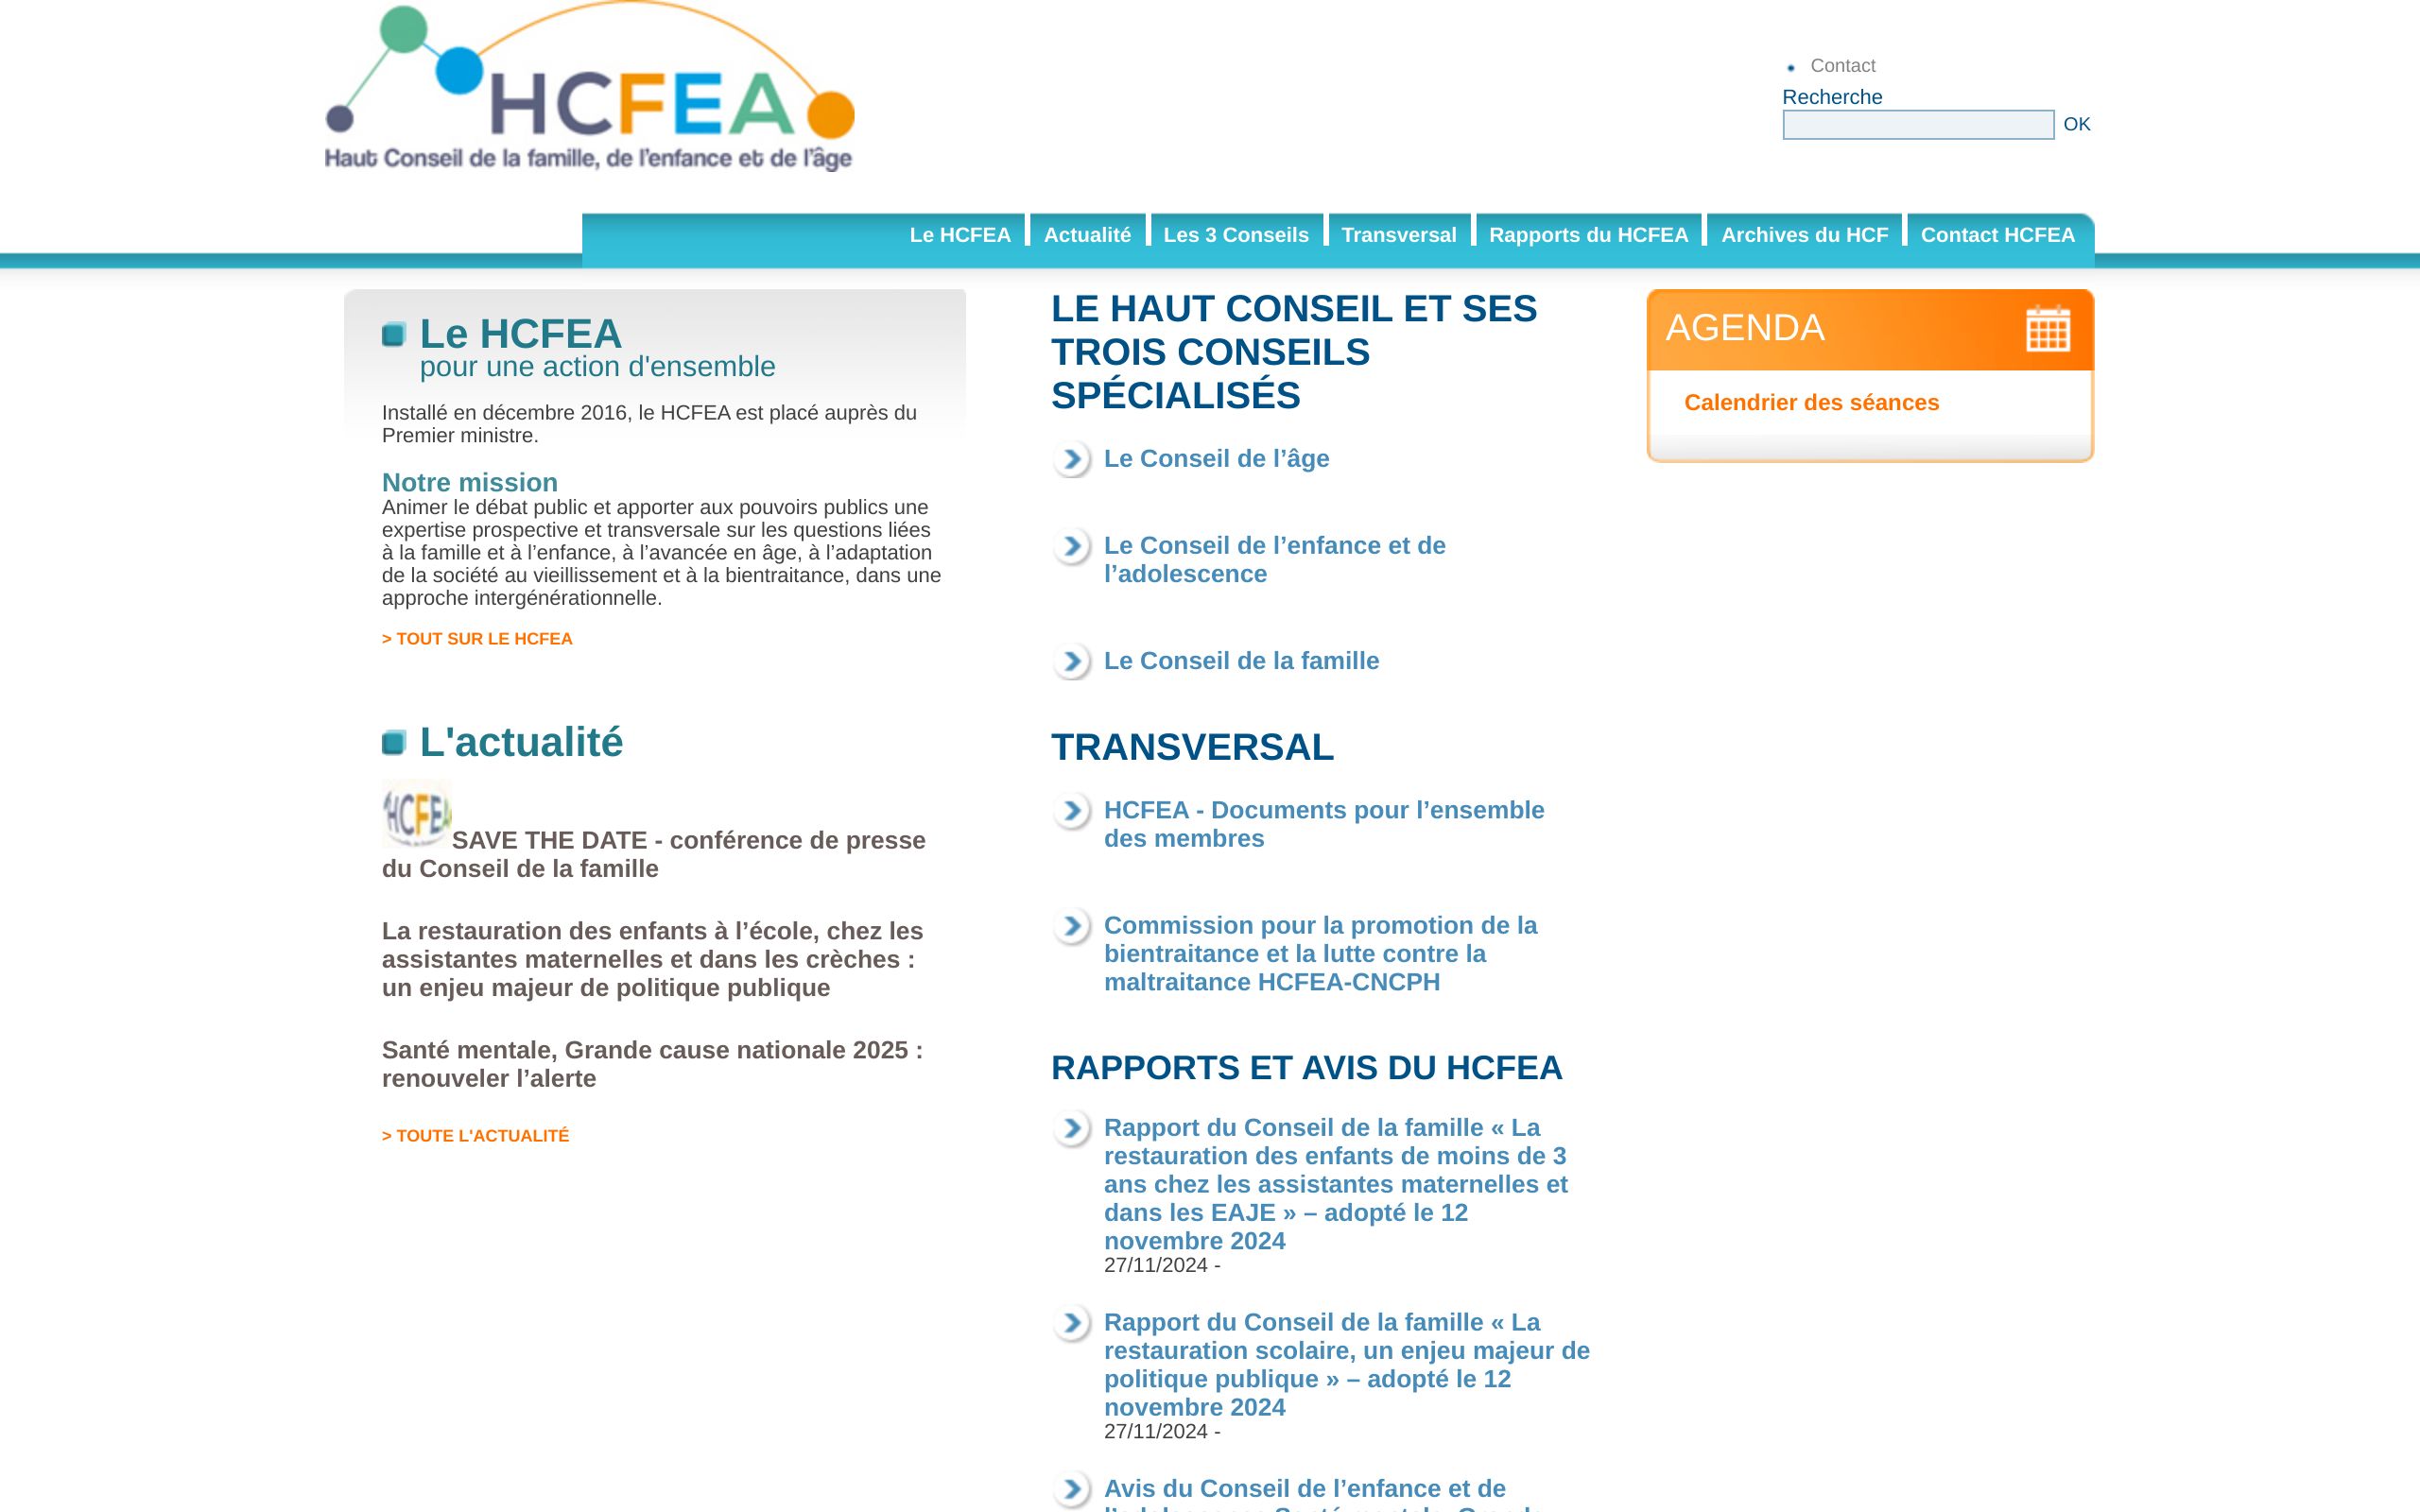 HCFEA
Haut Conseil de la famille, de l'enfance et de l'âge
Contact
Recherche
OK
Le HCFEA
Actualité
Les 3 Conseils
Transversal
Rapports du HCFEA
Archives du HCF
Contact HCFEA
Le HCFEA
pour une action d'ensemble
Installé en décembre 2016, le HCFEA est placé auprès du
Premier ministre.
Notre mission
Animer le débat public et apporter aux pouvoirs publics une
expertise prospective et transversale sur les questions liées
à la famille et à l’enfance, à l’avancée en âge, à l’adaptation
de la société au vieillissement et à la bientraitance, dans une
approche intergénérationnelle.
> TOUT SUR LE HCFEA
L'actualité
HCFEA
SAVE THE DATE - conférence de presse
du Conseil de la famille
La restauration des enfants à l’école, chez les
assistantes maternelles et dans les crèches :
un enjeu majeur de politique publique
Santé mentale, Grande cause nationale 2025 :
renouveler l’alerte
> TOUTE L'ACTUALITÉ
LE HAUT CONSEIL ET SES
TROIS CONSEILS
SPÉCIALISÉS
Le Conseil de l’âge
Le Conseil de l’enfance et de
l’adolescence
Le Conseil de la famille
TRANSVERSAL
HCFEA - Documents pour l’ensemble
des membres
Commission pour la promotion de la
bientraitance et la lutte contre la
maltraitance HCFEA-CNCPH
RAPPORTS ET AVIS DU HCFEA
Rapport du Conseil de la famille « La
restauration des enfants de moins de 3
ans chez les assistantes maternelles et
dans les EAJE » – adopté le 12
novembre 2024
27/11/2024 -
Rapport du Conseil de la famille « La
restauration scolaire, un enjeu majeur de
politique publique » – adopté le 12
novembre 2024
27/11/2024 -
Avis du Conseil de l’enfance et de
AGENDA
Calendrier des séances